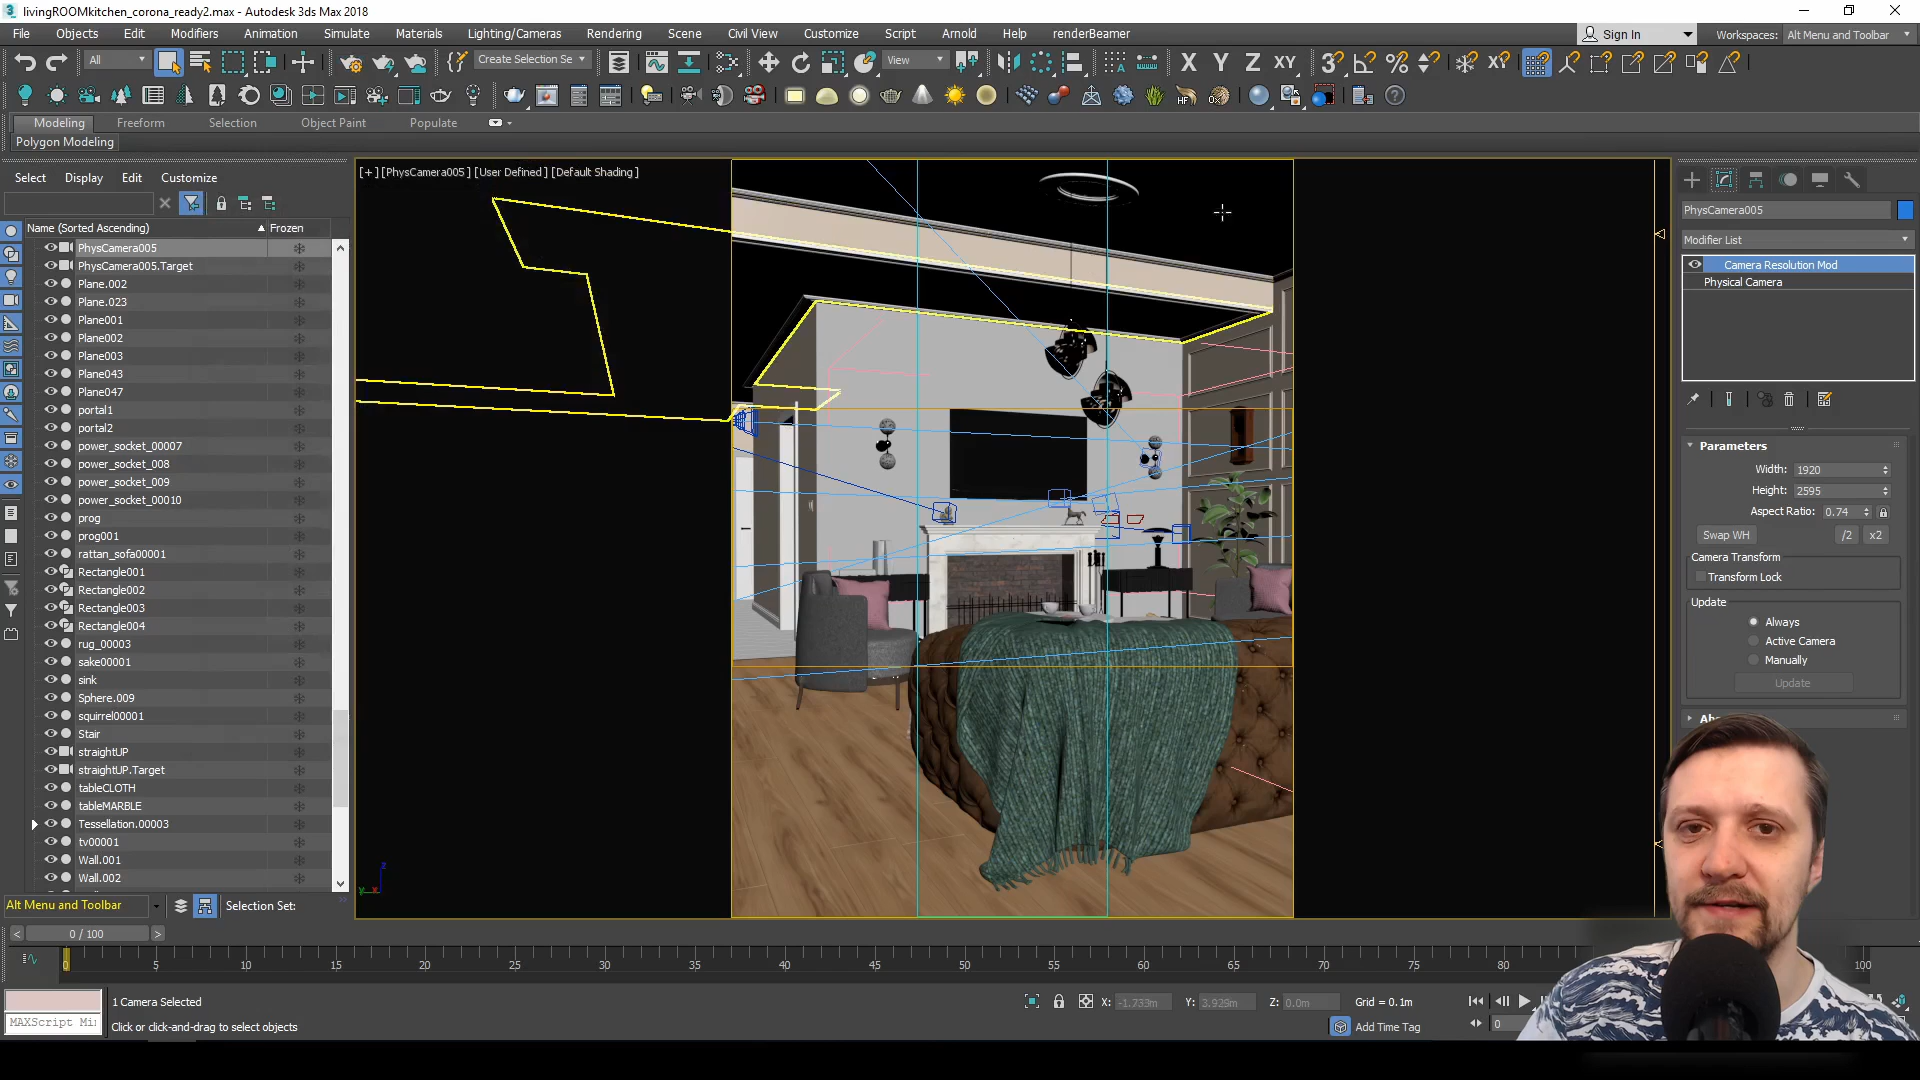 livingROOMkitchen_corona_ready2.max - Autodesk 3ds Max 2018
File Objects Edit Modifiers Animation Simulate Materials Lighting/Cameras Rendering Scene Civil View Customize Script Arnold Help renderBeamer Sign In Workspaces: Alt Menu and Toolbar
All Create Selection Se View X Y Z XY
Modeling Freeform Selection Object Paint Populate
Polygon Modeling
Select Display Edit Customize
Name (Sorted Ascending) Frozen
PhysCamera005
PhysCamera005.Target
Plane.002
Plane.023
Plane001
Plane002
Plane003
Plane043
Plane047
portal1
portal2
power_socket_00007
power_socket_008
power_socket_009
power_socket_00010
prog
prog001
rattan_sofa00001
Rectangle001
Rectangle002
Rectangle003
Rectangle004
rug_00003
sake00001
sink
Sphere.009
squirrel00001
Stair
straightUP
straightUP.Target
tableCLOTH
tableMARBLE
Tessellation.00003
tv00001
Wall.001
Wall.002
Alt Menu and Toolbar Selection Set:
[+] [PhysCamera005] [User Defined] [Default Shading]
PhysCamera005
Modifier List
Camera Resolution Mod
Physical Camera
Parameters
Width: 1920
Height: 2595
Aspect Ratio: 0.74
Swap WH /2 x2
Camera Transform
Transform Lock
Update
Always
Active Camera
Manually
Update
0 / 100
0 5 10 15 20 25 30 35 40 45 50 55 60 65 70 75 80 85 100
1 Camera Selected X: -1.733m Y: 3.929m Z: 0.0m Grid = 0.1m
MAXScript Mi
Click or click-and-drag to select objects Add Time Tag 0